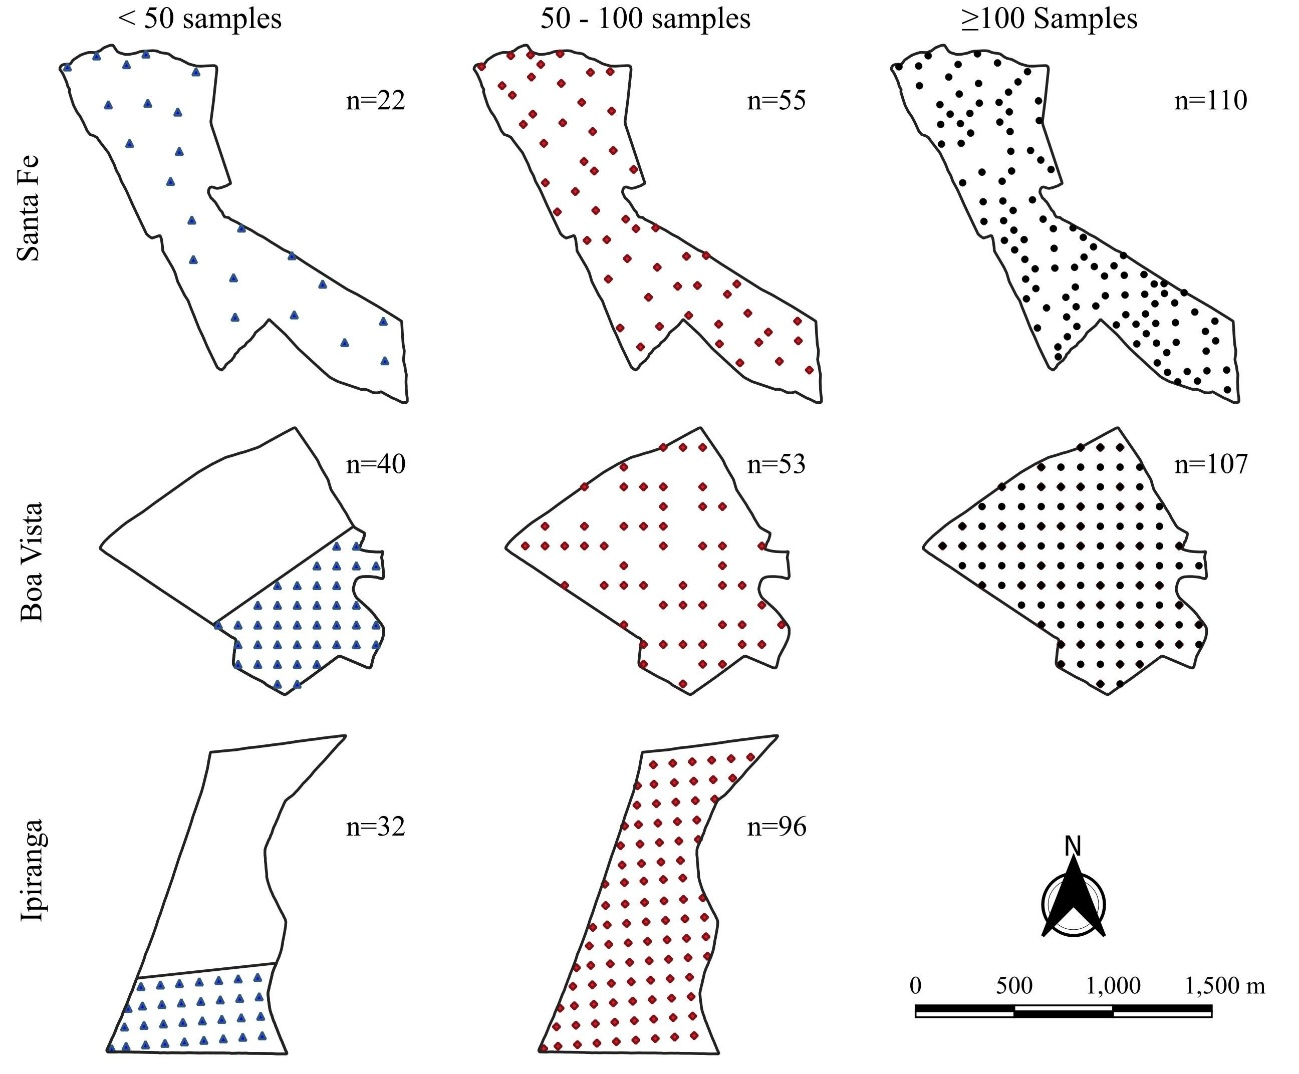 < 50 samples
50 - 100 samples
≥100 Samples
Santa Fe
n=22
n=55
n=110
Boa Vista
n=40
n=53
n=107
Ipiranga
n=32
n=96
N
0 500 1,000 1,500 m